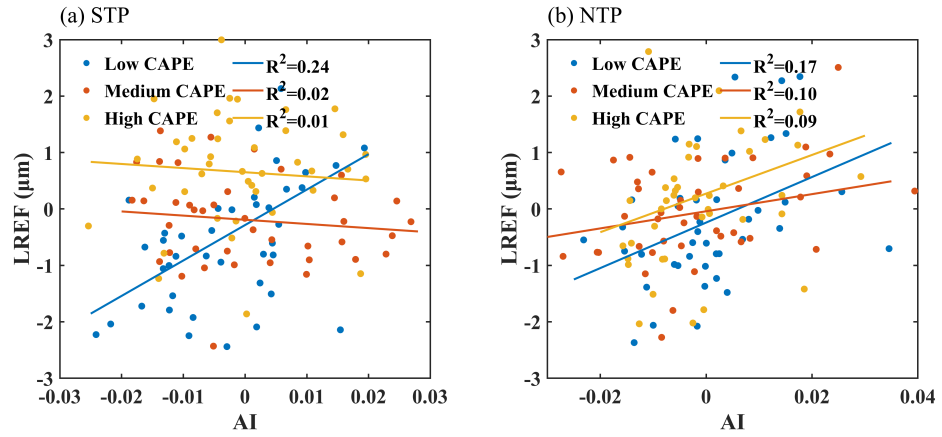 (a) STP
3
2
1
0
-1
-2
-3
LREF (μm)
Low CAPE R²=0.24
Medium CAPE R²=0.02
High CAPE R²=0.01
-0.03 -0.02 -0.01 0 0.01 0.02 0.03
AI
(b) NTP
3
2
1
0
-1
-2
-3
LREF (μm)
Low CAPE R²=0.17
Medium CAPE R²=0.10
High CAPE R²=0.09
-0.02 0 0.02 0.04
AI